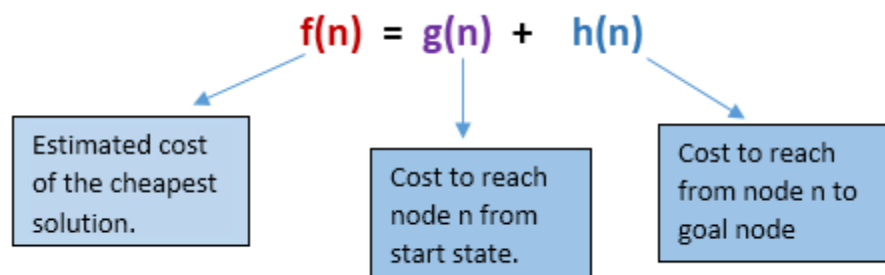 f(n) = g(n) + h(n)
Estimated cost
of the cheapest
solution.
Cost to reach
node n from
start state.
Cost to reach
from node n to
goal node